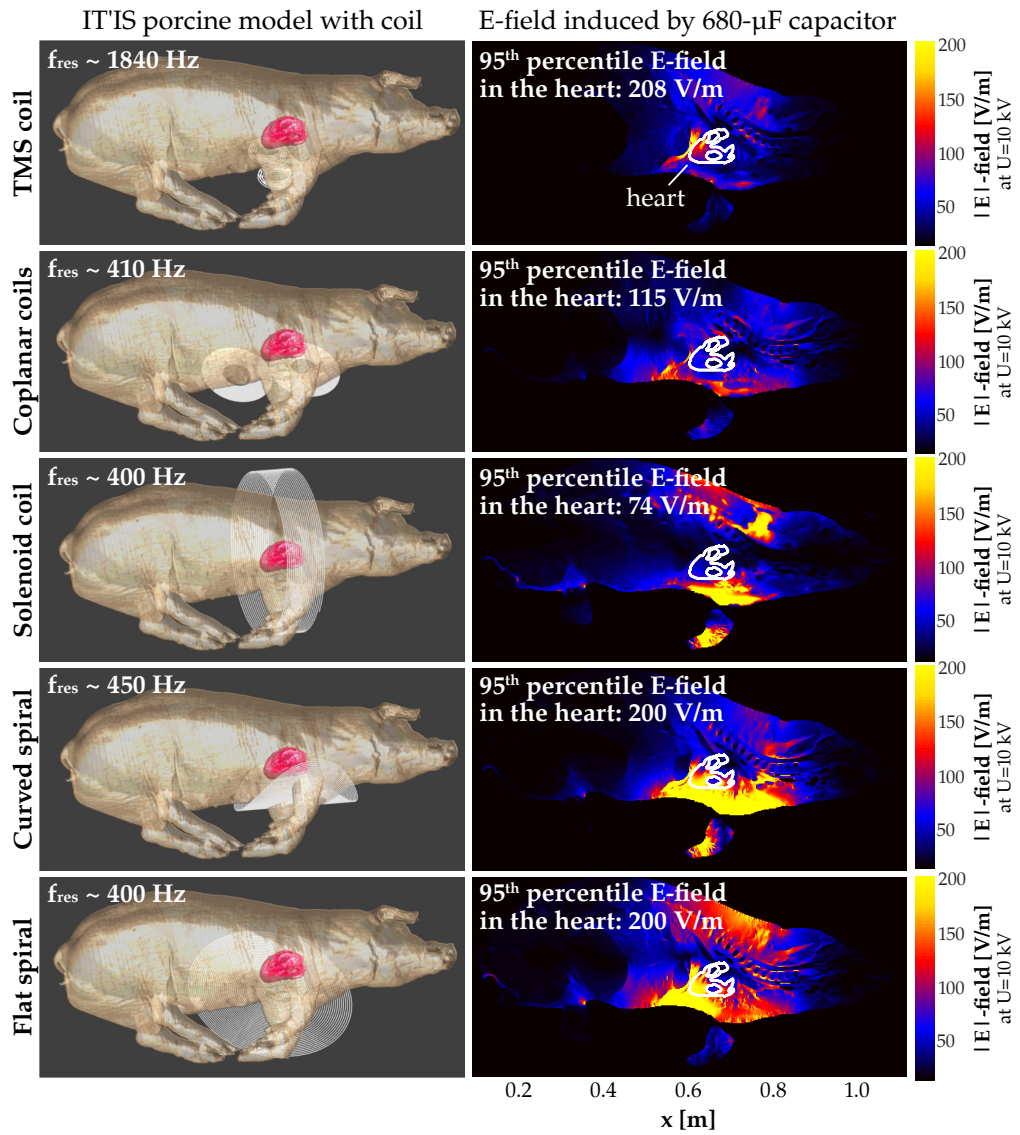 IT'IS porcine model with coil
E-field induced by 680-µF capacitor
TMS coil
f_res ~ 1840 Hz
95th percentile E-field
in the heart: 208 V/m
heart
200
150
100
50
|E|-field [V/m]
at U=10 kV
Coplanar coils
f_res ~ 410 Hz
95th percentile E-field
in the heart: 115 V/m
200
150
100
50
|E|-field [V/m]
at U=10 kV
Solenoid coil
f_res ~ 400 Hz
95th percentile E-field
in the heart: 74 V/m
200
150
100
50
|E|-field [V/m]
at U=10 kV
Curved spiral
f_res ~ 450 Hz
95th percentile E-field
in the heart: 200 V/m
200
150
100
50
|E|-field [V/m]
at U=10 kV
Flat spiral
f_res ~ 400 Hz
95th percentile E-field
in the heart: 200 V/m
200
150
100
50
|E|-field [V/m]
at U=10 kV
0.2 0.4 0.6 0.8 1.0
x [m]